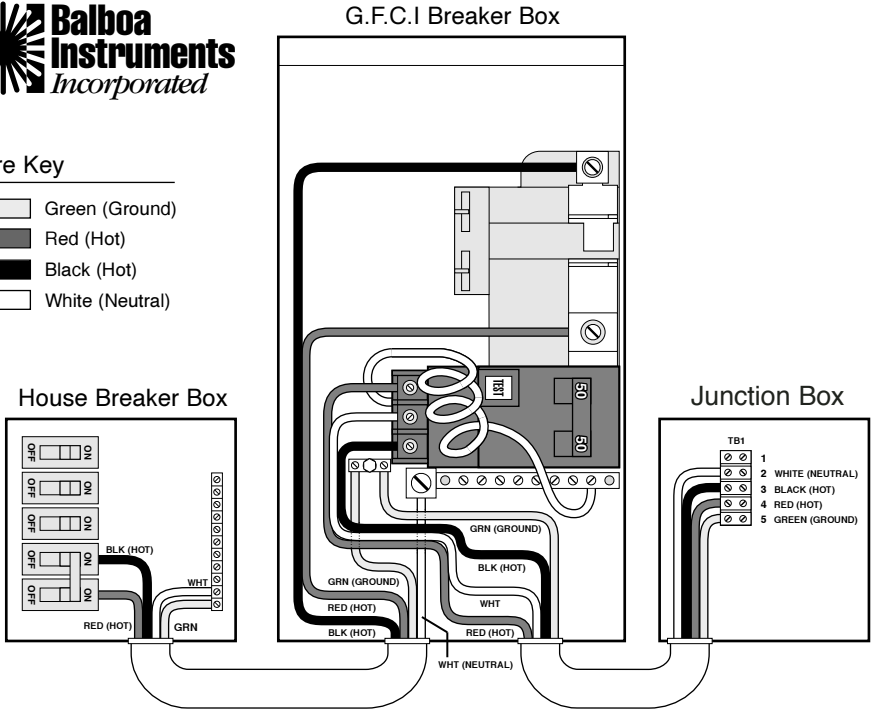 Balboa
Instruments
Incorporated
G.F.C.I Breaker Box
re Key
Green (Ground)
Red (Hot)
Black (Hot)
White (Neutral)
House Breaker Box
OFF ON
OFF ON
OFF ON
OFF ON
OFF ON
BLK (HOT)
WHT
RED (HOT)
GRN
TEST
50
50
GRN (GROUND)
BLK (HOT)
GRN (GROUND)
WHT
RED (HOT)
BLK (HOT)
RED (HOT)
WHT (NEUTRAL)
Junction Box
TB1
1
2 WHITE (NEUTRAL)
3 BLACK (HOT)
4 RED (HOT)
5 GREEN (GROUND)